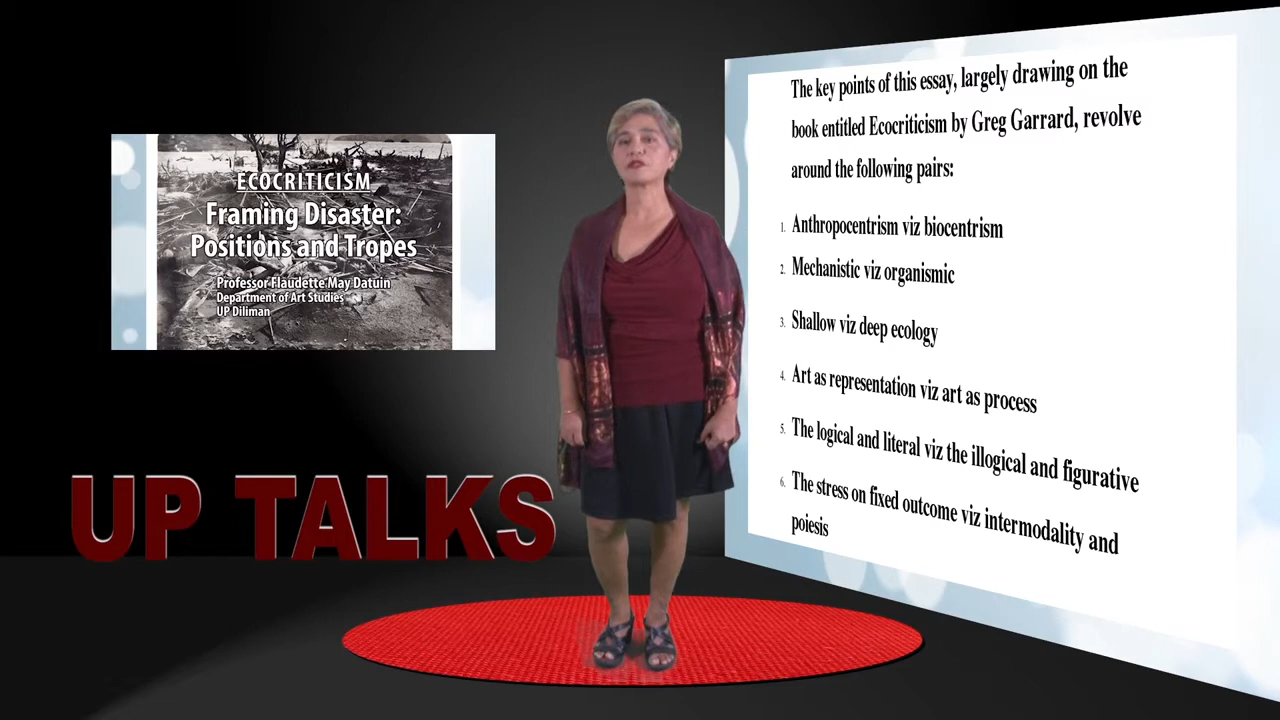 ECOCRITICISM
Framing Disaster:
Positions and Tropes
Professor Flaudette May Datuin
Department of Art Studies
UP Diliman
UP TALKS
The key points of this essay, largely drawing on the
book entitled Ecocriticism by Greg Garrard, revolve
around the following pairs:
1. Anthropocentrism viz biocentrism
2. Mechanistic viz organismic
3. Shallow viz deep ecology
4. Art as representation viz art as process
5. The logical and literal viz the illogical and figurative
6. The stress on fixed outcome viz intermodality and
poiesis